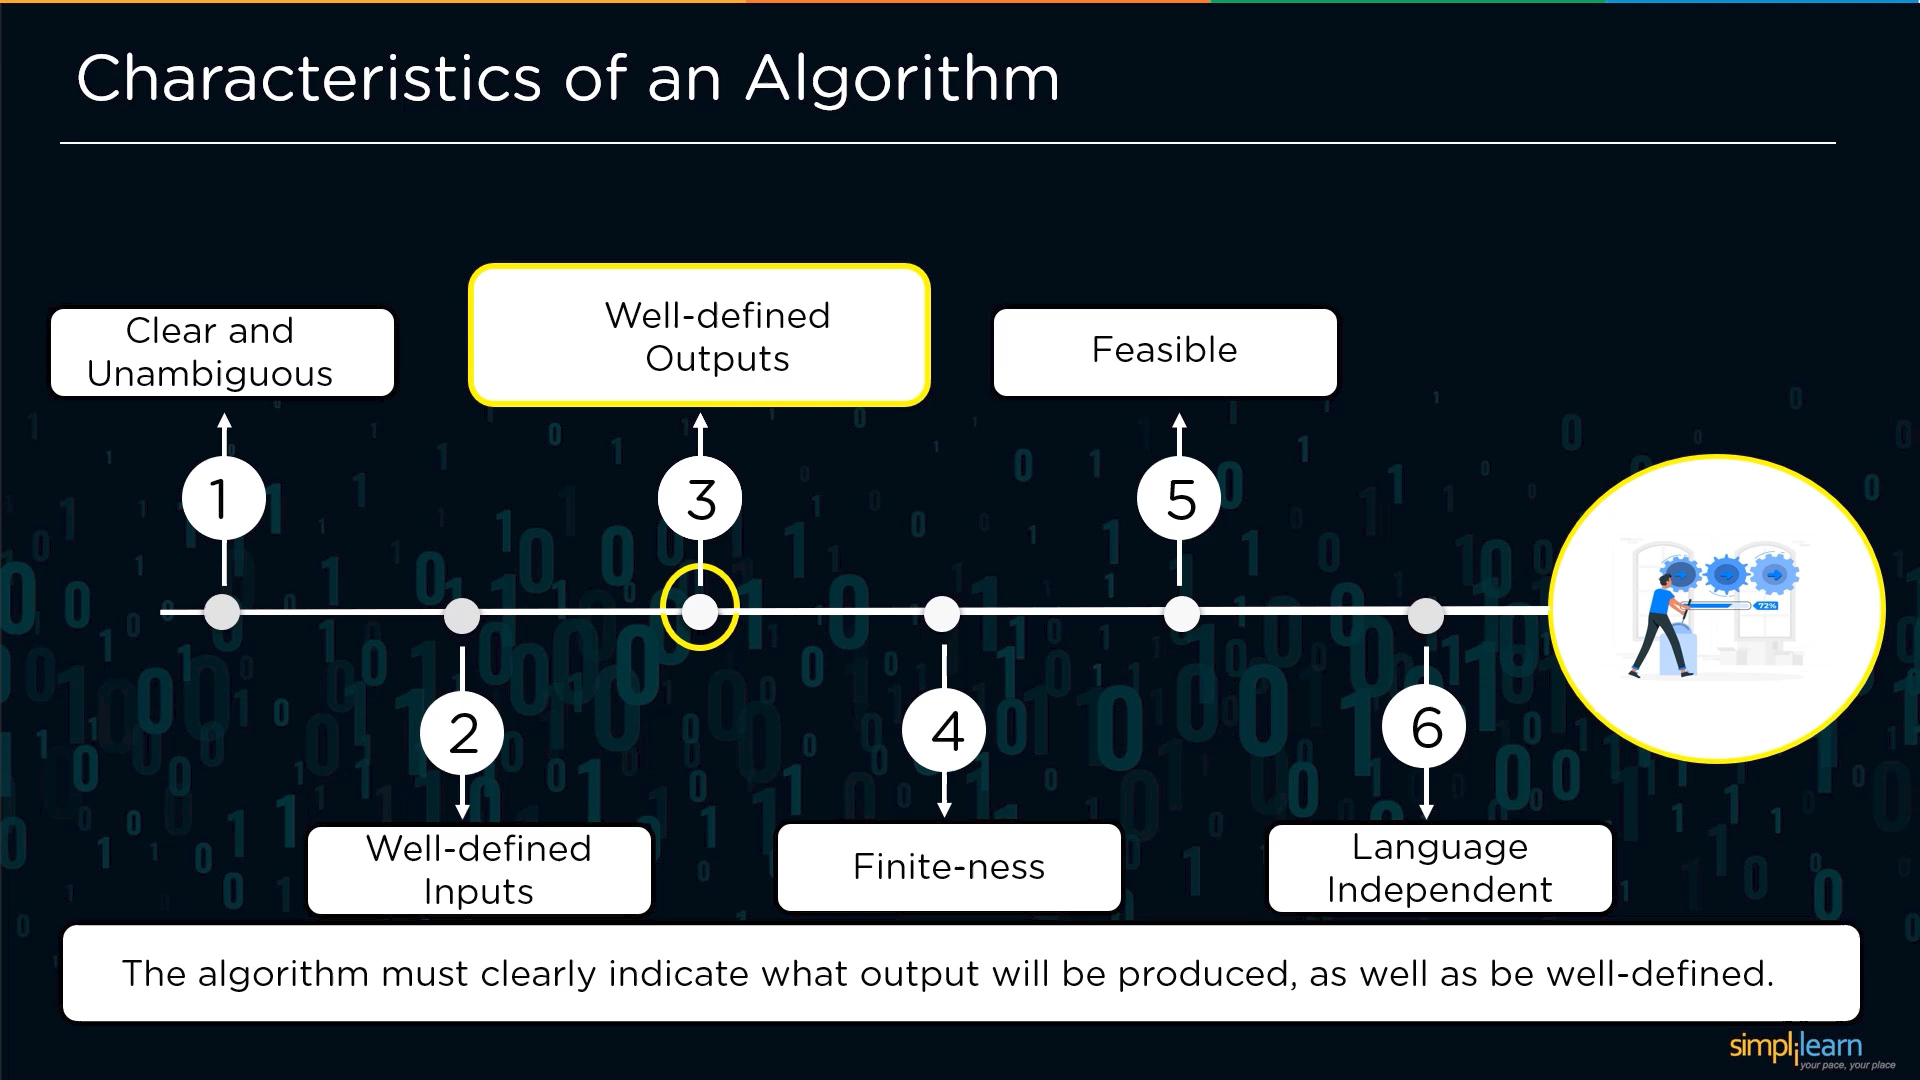 Characteristics of an Algorithm
Clear and
Unambiguous
Well-defined
Outputs
Feasible
1
3
5
72%
2
4
6
Well-defined
Inputs
Finite-ness
Language
Independent
The algorithm must clearly indicate what output will be produced, as well as be well-defined.
simplilearn
your pace, your place